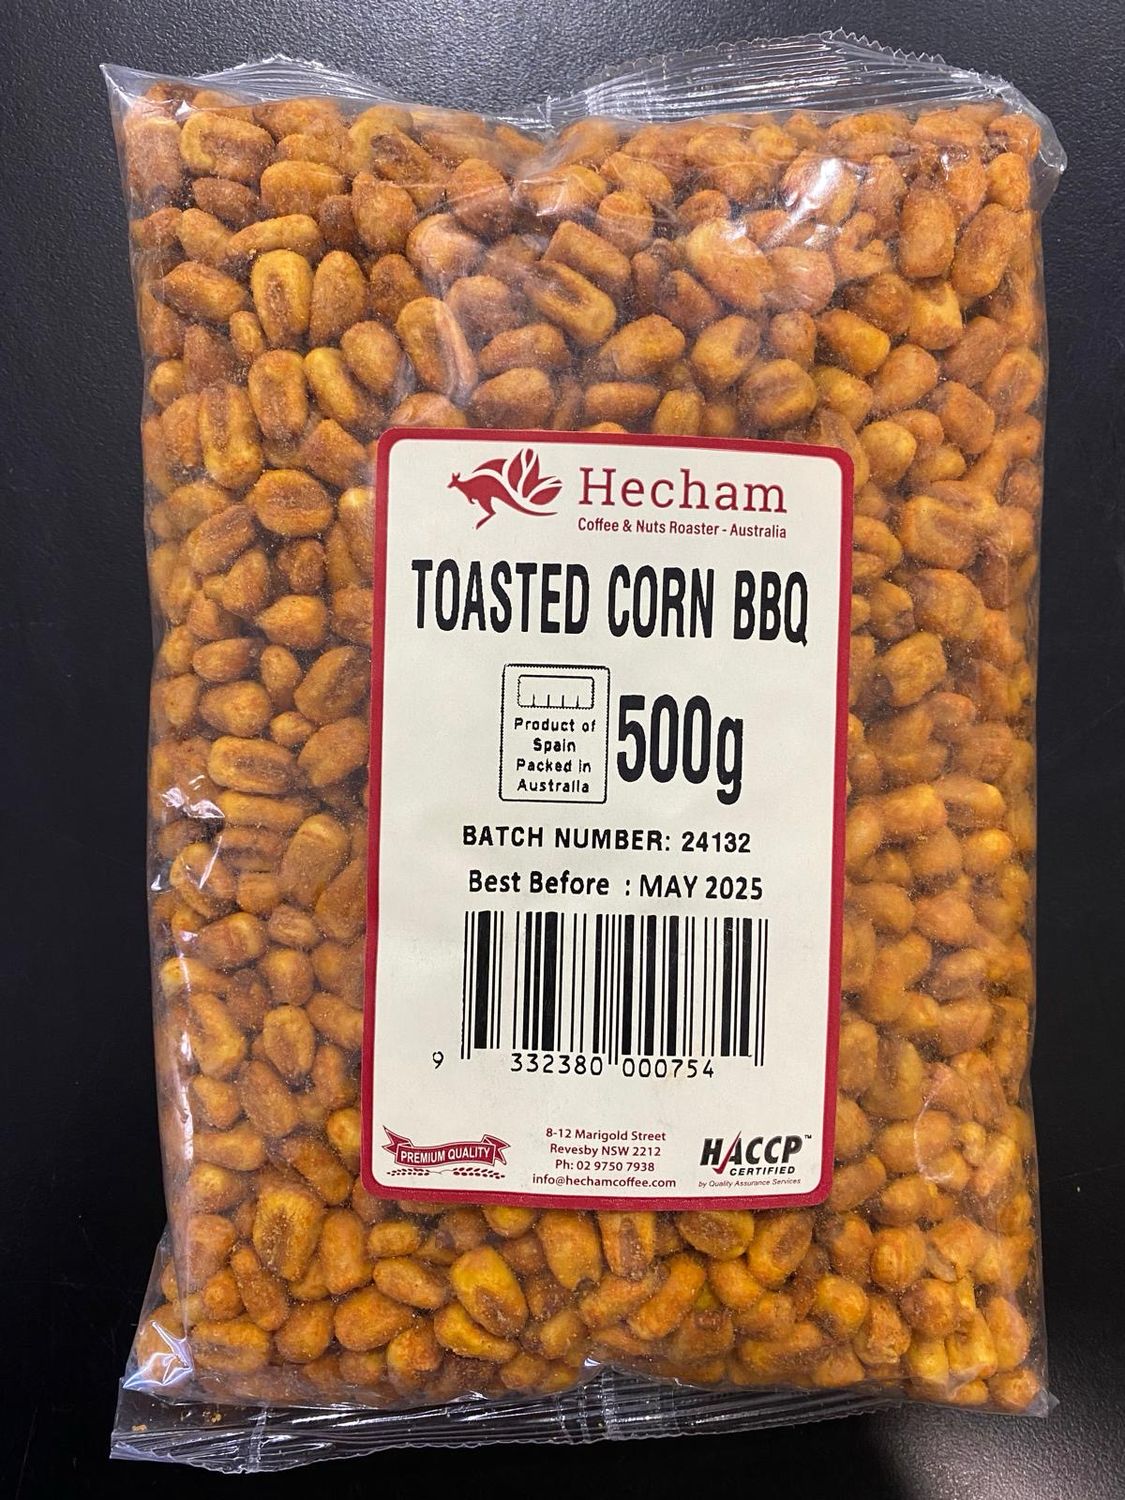 Hecham
Coffee & Nuts Roaster - Australia
TOASTED CORN BBQ
Product of
Spain
Packed in
Australia
500g
BATCH NUMBER: 24132
Best Before : MAY 2025
9 332380 000754
PREMIUM QUALITY
8-12 Marigold Street
Revesby NSW 2212
Ph: 02 9750 7938
info@hechamcoffee.com
HACCP™
CERTIFIED
by Quality Assurance Services